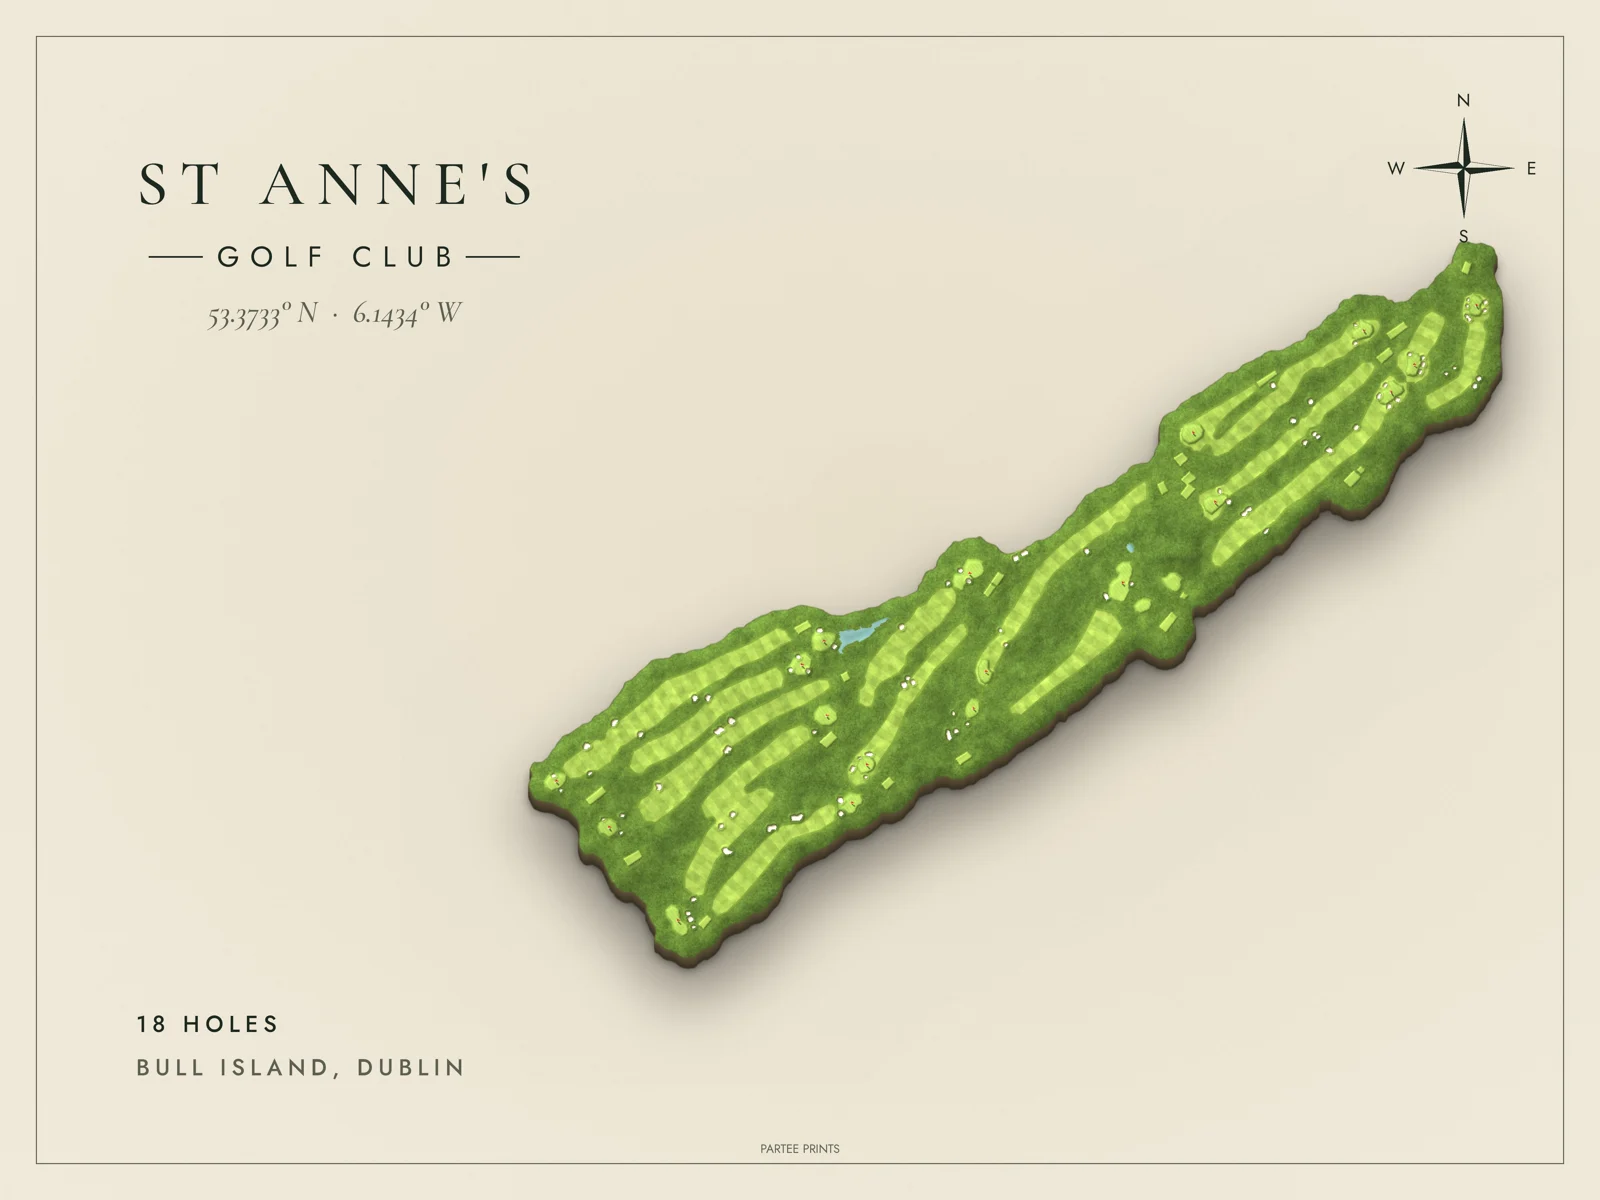 ST ANNE'S
GOLF CLUB
53.3733° N · 6.1434° W
N
W E
S
18 HOLES
BULL ISLAND, DUBLIN
PARTEE PRINTS